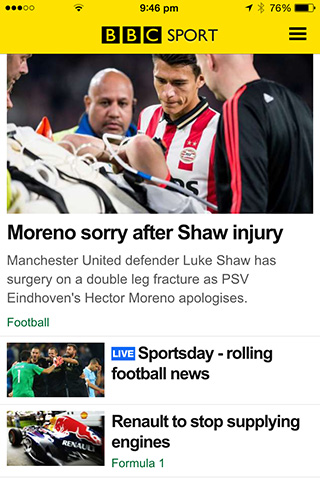 9:46 pm
76%
BBC SPORT
Moreno sorry after Shaw injury
Manchester United defender Luke Shaw has
surgery on a double leg fracture as PSV
Eindhoven's Hector Moreno apologises.
Football
LIVE Sportsday - rolling
football news
Renault to stop supplying
engines
Formula 1
RENAULT